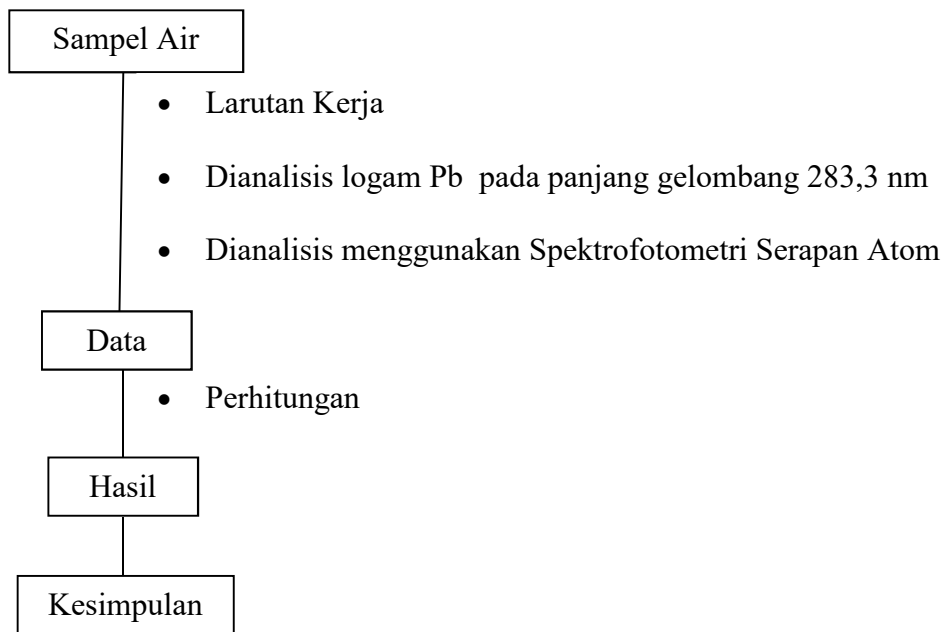 Sampel Air
• Larutan Kerja
• Dianalisis logam Pb pada panjang gelombang 283,3 nm
• Dianalisis menggunakan Spektrofotometri Serapan Atom
Data
• Perhitungan
Hasil
Kesimpulan